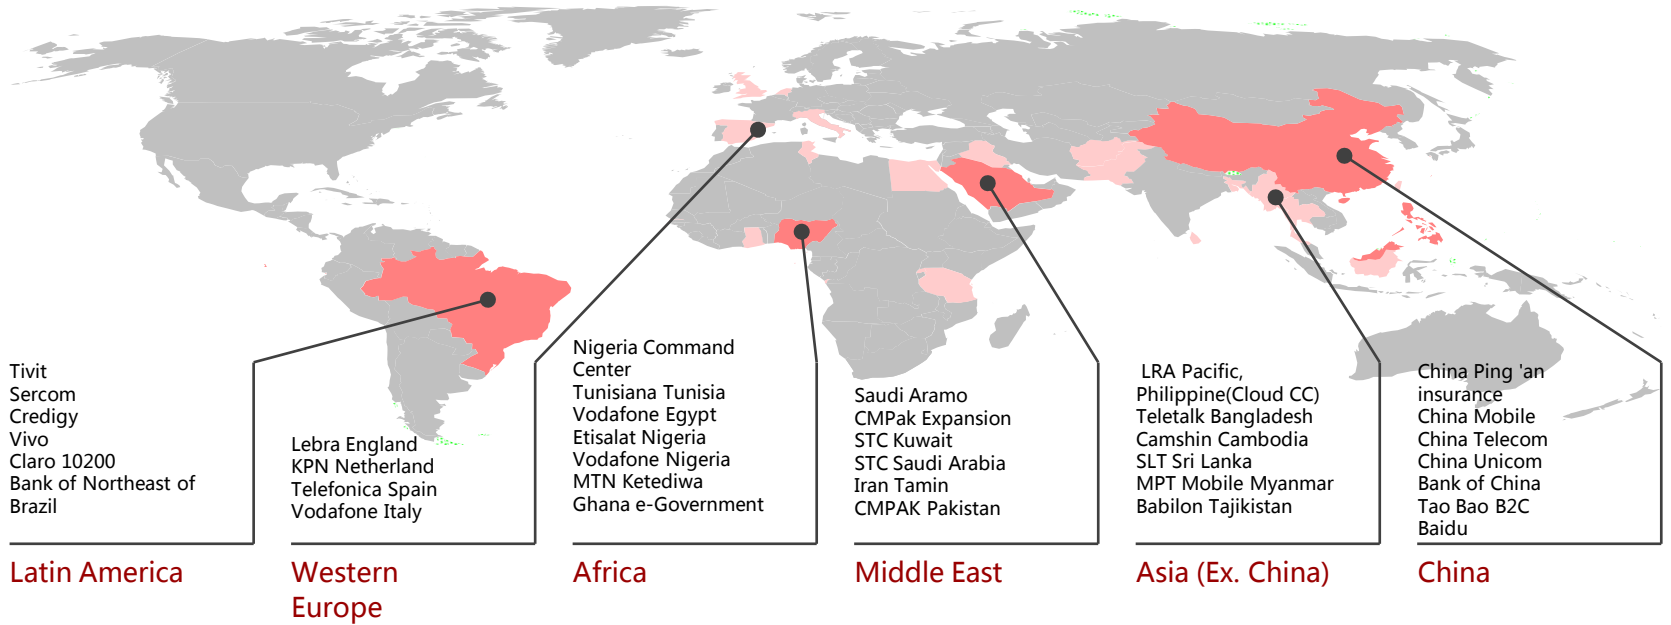 Tivit
Sercom
Credigy
Vivo
Claro 10200
Bank of Northeast of
Brazil
Latin America
Lebra England
KPN Netherland
Telefonica Spain
Vodafone Italy
Western
Europe
Nigeria Command
Center
Tunisiana Tunisia
Vodafone Egypt
Etisalat Nigeria
Vodafone Nigeria
MTN Ketediwa
Ghana e-Government
Africa
Saudi Aramo
CMPak Expansion
STC Kuwait
STC Saudi Arabia
Iran Tamin
CMPAK Pakistan
Middle East
LRA Pacific,
Philippine(Cloud CC)
Teletalk Bangladesh
Camshin Cambodia
SLT Sri Lanka
MPT Mobile Myanmar
Babilon Tajikistan
Asia (Ex. China)
China Ping 'an
insurance
China Mobile
China Telecom
China Unicom
Bank of China
Tao Bao B2C
Baidu
China